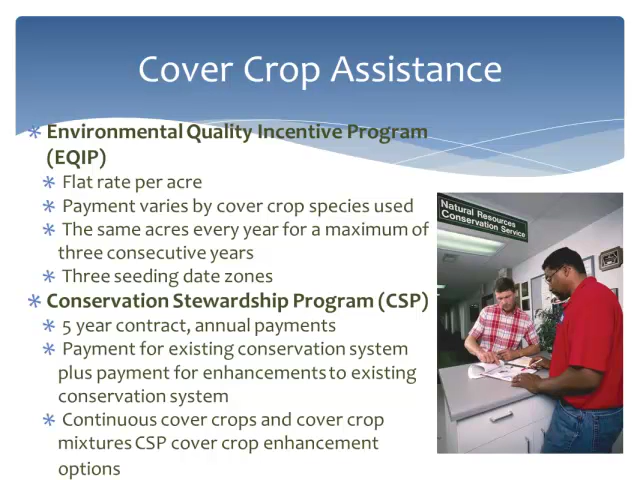 Cover Crop Assistance
Environmental Quality Incentive Program
(EQIP)
Flat rate per acre
Payment varies by cover crop species used
The same acres every year for a maximum of
three consecutive years
Three seeding date zones
Conservation Stewardship Program (CSP)
5 year contract, annual payments
Payment for existing conservation system
plus payment for enhancements to existing
conservation system
Continuous cover crops and cover crop
mixtures CSP cover crop enhancement
options
Natural Resources
Conservation Service